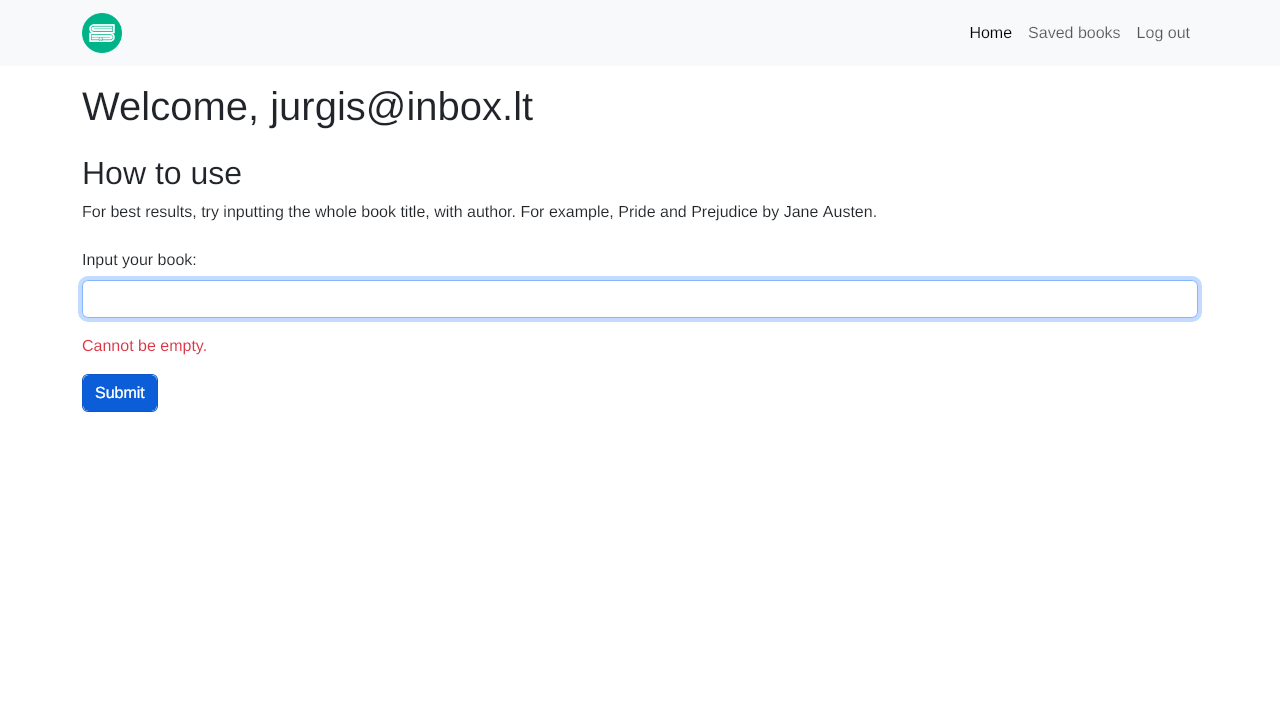 Home Saved books Log out
Welcome, jurgis@inbox.lt
How to use
For best results, try inputting the whole book title, with author. For example, Pride and Prejudice by Jane Austen.
Input your book:
Cannot be empty.
Submit